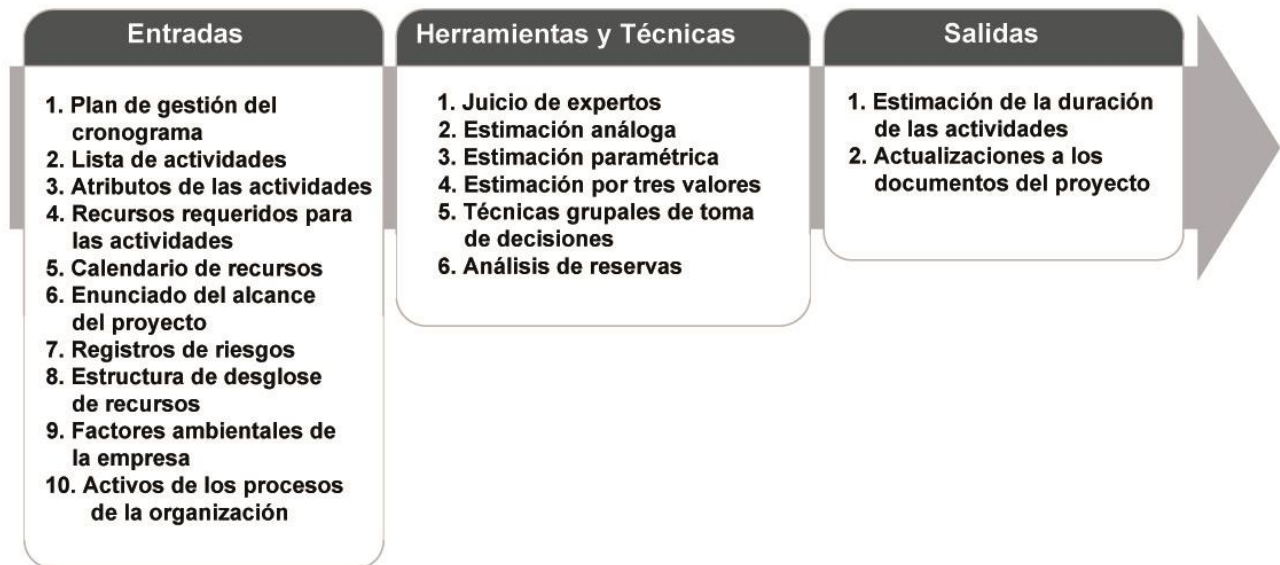 Entradas
1. Plan de gestión del
cronograma
2. Lista de actividades
3. Atributos de las actividades
4. Recursos requeridos para
las actividades
5. Calendario de recursos
6. Enunciado del alcance
del proyecto
7. Registros de riesgos
8. Estructura de desglose
de recursos
9. Factores ambientales de
la empresa
10. Activos de los procesos
de la organización
Herramientas y Técnicas
1. Juicio de expertos
2. Estimación análoga
3. Estimación paramétrica
4. Estimación por tres valores
5. Técnicas grupales de toma
de decisiones
6. Análisis de reservas
Salidas
1. Estimación de la duración
de las actividades
2. Actualizaciones a los
documentos del proyecto